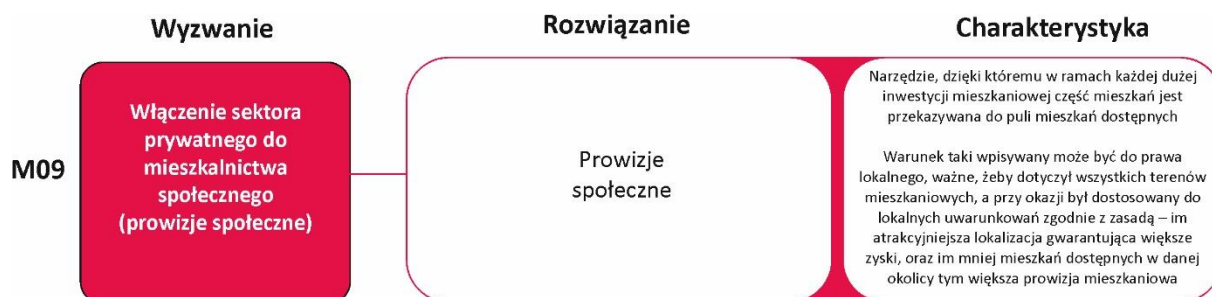 Wyzwanie
Rozwiązanie
Charakterystyka
M09
Włączenie sektora
prywatnego do
mieszkalnictwa
społecznego
(prowizje społeczne)
Prowizje
społeczne
Narzędzie, dzięki któremu w ramach każdej dużej
inwestycji mieszkaniowej część mieszkań jest
przekazywana do puli mieszkań dostępnych
Warunek taki wpisywany może być do prawa
lokalnego, ważne, żeby dotyczył wszystkich terenów
mieszkaniowych, a przy okazji był dostosowany do
lokalnych uwarunkowań zgodnie z zasadą – im
atrakcyjniejsza lokalizacja gwarantująca większe
zyski, oraz im mniej mieszkań dostępnych w danej
okolicy tym większa prowizja mieszkaniowa